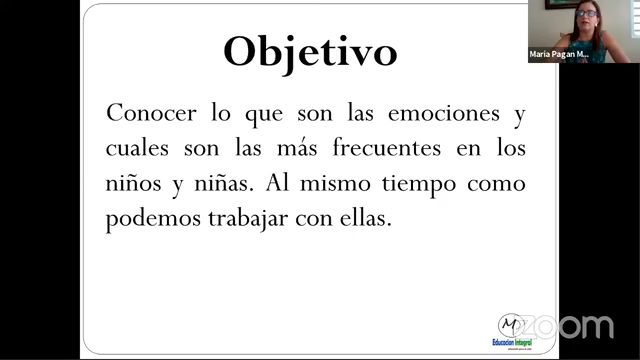 Objetivo
Maria Pagan M...
Conocer lo que son las emociones y
cuales son las más frecuentes en los
niños y niñas. Al mismo tiempo como
podemos trabajar con ellas.
zoom
Educacion Integral